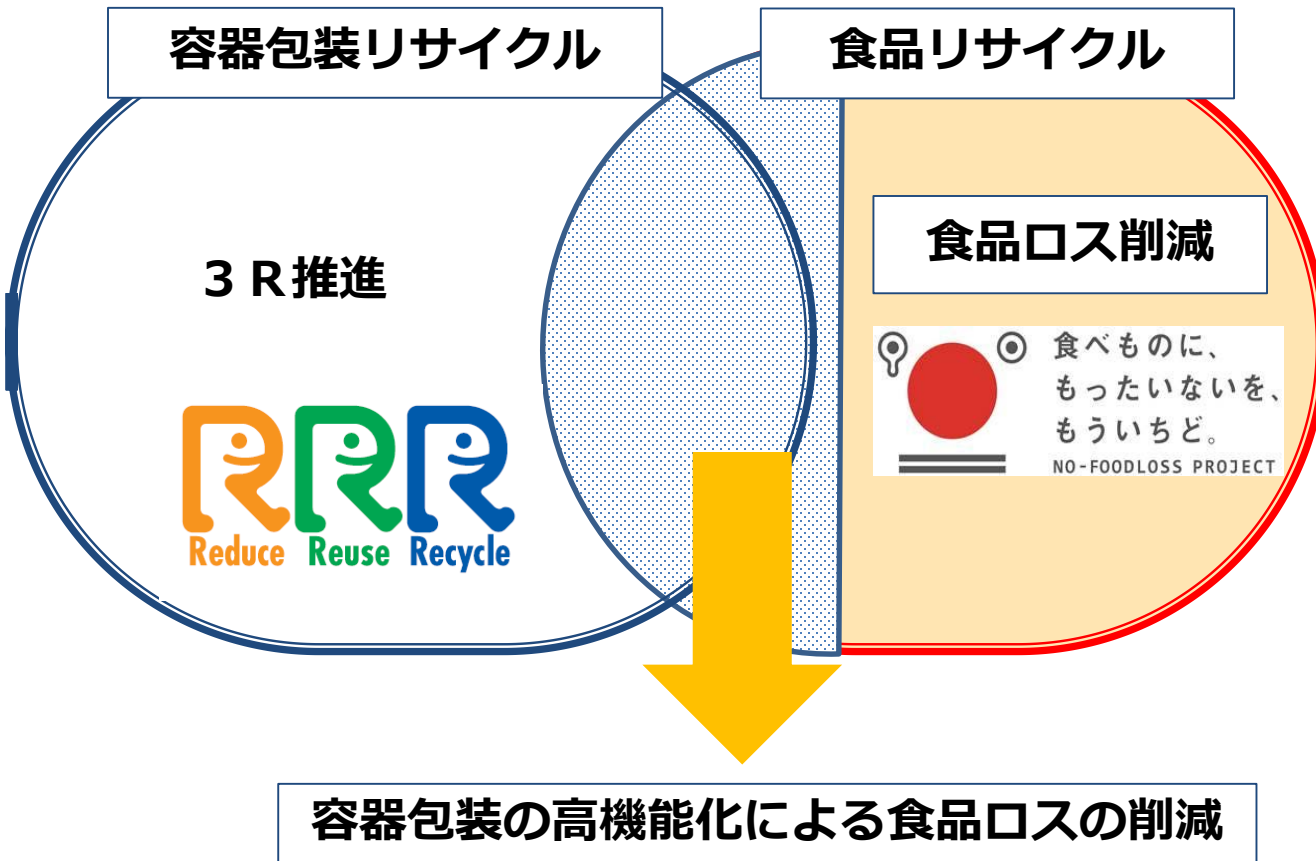 容器包装リサイクル
食品リサイクル
食品ロス削減
３Ｒ推進
食べものに、
もったいないを、
もういちど。
NO-FOODLOSS PROJECT
RRR
Reduce Reuse Recycle
容器包装の高機能化による食品ロスの削減